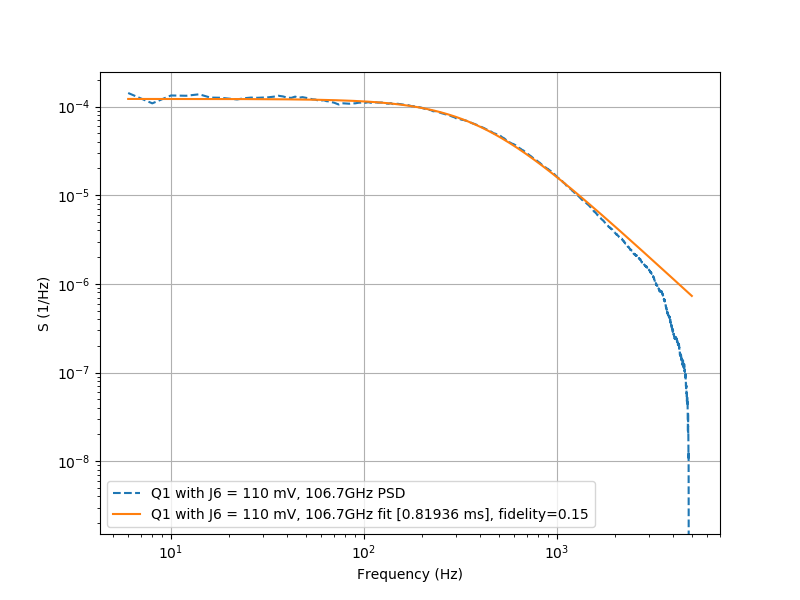 10⁻⁴
10⁻⁵
10⁻⁶
10⁻⁷
10⁻⁸
S (1/Hz)
Q1 with J6 = 110 mV, 106.7GHz PSD
Q1 with J6 = 110 mV, 106.7GHz fit [0.81936 ms], fidelity=0.15
10¹ 10² 10³
Frequency (Hz)